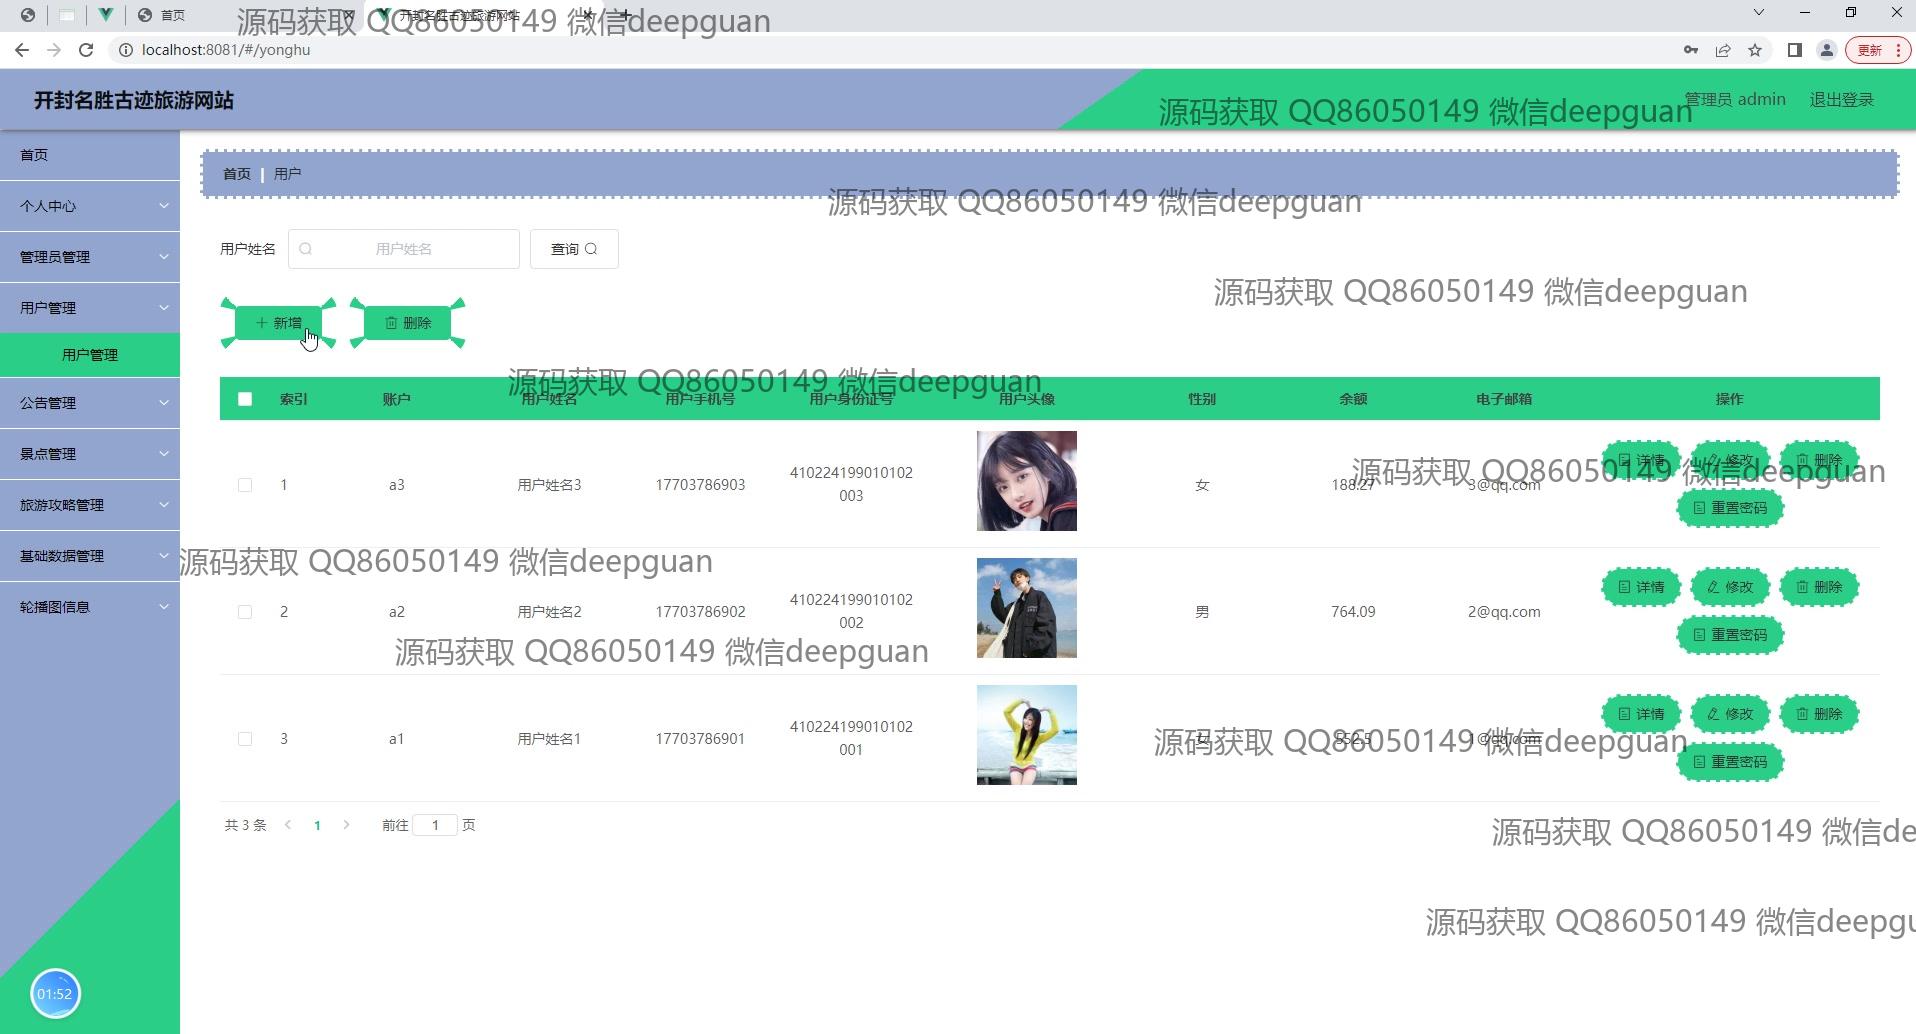 首页
开封名胜古迹旅游网站
源码获取 QQ86050149 微信deepguan
localhost:8081/#/yonghu
更新
开封名胜古迹旅游网站
源码获取 QQ86050149 微信deepguan
管理员 admin
退出登录
首页
个人中心
管理员管理
用户管理
用户管理
公告管理
景点管理
旅游攻略管理
基础数据管理
轮播图信息
01:52
首页 | 用户
源码获取 QQ86050149 微信deepguan
用户姓名 用户姓名 查询
源码获取 QQ86050149 微信deepguan
新增 删除
源码获取 QQ86050149 微信deepguan
索引 账户 用户姓名 用户手机号 用户身份证号 用户头像 性别 余额 电子邮箱 操作
源码获取 QQ86050149 微信deepguan
1 a3 用户姓名3 17703786903 410224199010102003 女 188.27 3@qq.com 详情 修改 删除
重置密码
源码获取 QQ86050149 微信deepguan
2 a2 用户姓名2 17703786902 410224199010102002 男 764.09 2@qq.com 详情 修改 删除
重置密码
源码获取 QQ86050149 微信deepguan
3 a1 用户姓名1 17703786901 410224199010102001 女 552.5 1@qq.com 详情 修改 删除
重置密码
源码获取 QQ86050149 微信deepguan
共 3 条 1 前往 1 页
源码获取 QQ86050149 微信de
源码获取 QQ86050149 微信deepgu